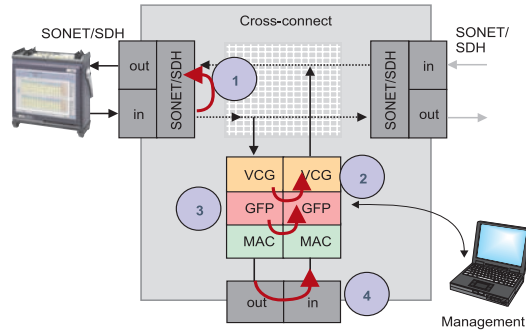 Cross-connect
SONET/SDH
SONET/
SDH
out
in
SONET/SDH
1
SONET/SDH
in
out
VCG
VCG
2
3
GFP
GFP
MAC
MAC
out
in
4
Management